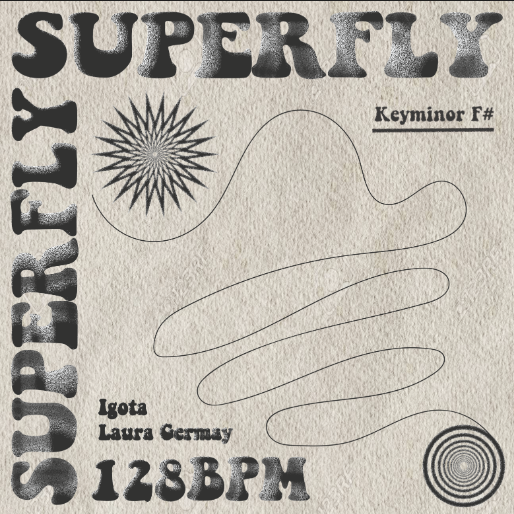 SUPERFLY
SUPERFLY
Keyminor F#
Igota
Laura Germay
128BPM